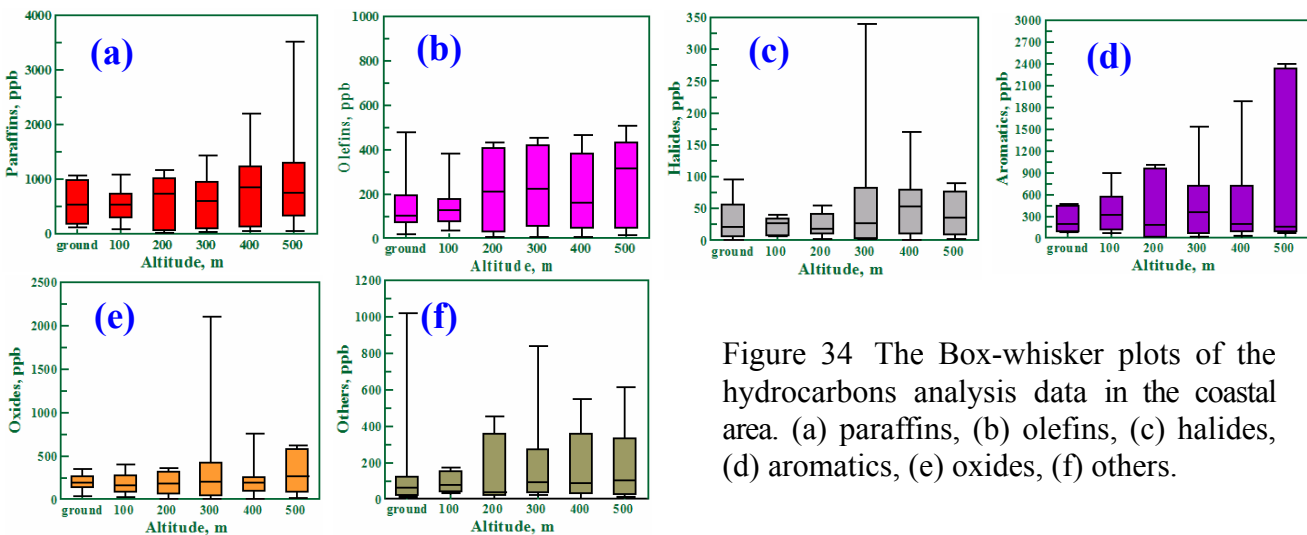 4000
3000
2000
1000
0
Paraffins, ppb
(a)
ground 100 200 300 400 500
Altitude, m
1000
800
600
400
200
0
Olefins, ppb
(b)
ground 100 200 300 400 500
Altitude, m
350
300
250
200
150
100
50
0
Halides, ppb
(c)
ground 100 200 300 400 500
Altitude, m
3000
2700
2400
2100
1800
1500
1200
900
600
300
0
Aromatics, ppb
(d)
ground 100 200 300 400 500
Altitude, m
2500
2000
1500
1000
500
0
Oxides, ppb
(e)
ground 100 200 300 400 500
Altitude, m
1200
1000
800
600
400
200
0
Others, ppb
(f)
ground 100 200 300 400 500
Altitude, m
Figure 34 The Box-whisker plots of the
hydrocarbons analysis data in the coastal
area. (a) paraffins, (b) olefins, (c) halides,
(d) aromatics, (e) oxides, (f) others.